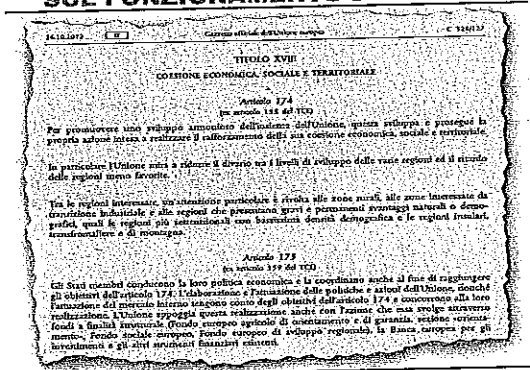 SUL FUNZIONAMENTO
26.10.2012 IT Gazzetta ufficiale dell'Unione europea C 326/127
TITOLO XVIII
COESIONE ECONOMICA, SOCIALE E TERRITORIALE
Articolo 174
(ex articolo 158 del TCE)
Per promuovere uno sviluppo armonioso dell'insieme dell'Unione, questa sviluppa e prosegue la
propria azione intesa a realizzare il rafforzamento della sua coesione economica, sociale e territoriale.
In particolare l'Unione mira a ridurre il divario tra i livelli di sviluppo delle varie regioni ed il ritardo
delle regioni meno favorite.
Tra le regioni interessate, un'attenzione particolare è rivolta alle zone rurali, alle zone interessate da
transizione industriale e alle regioni che presentano gravi e permanenti svantaggi naturali o demo-
grafici, quali le regioni più settentrionali con bassissima densità demografica e le regioni insulari,
transfrontaliere e di montagna.
Articolo 175
(ex articolo 159 del TCE)
Gli Stati membri conducono la loro politica economica e la coordinano anche al fine di raggiungere
gli obiettivi dell'articolo 174. L'elaborazione e l'attuazione delle politiche e azioni dell'Unione, nonché
l'attuazione del mercato interno tengono conto degli obiettivi dell'articolo 174 e concorrono alla loro
realizzazione. L'Unione appoggia questa realizzazione anche con l'azione che essa svolge attraverso
fondi a finalità strutturale (Fondo europeo agricolo di orientamento e di garanzia, sezione «orienta-
mento», Fondo sociale europeo, Fondo europeo di sviluppo regionale), la Banca europea per gli
investimenti e gli altri strumenti finanziari esistenti.